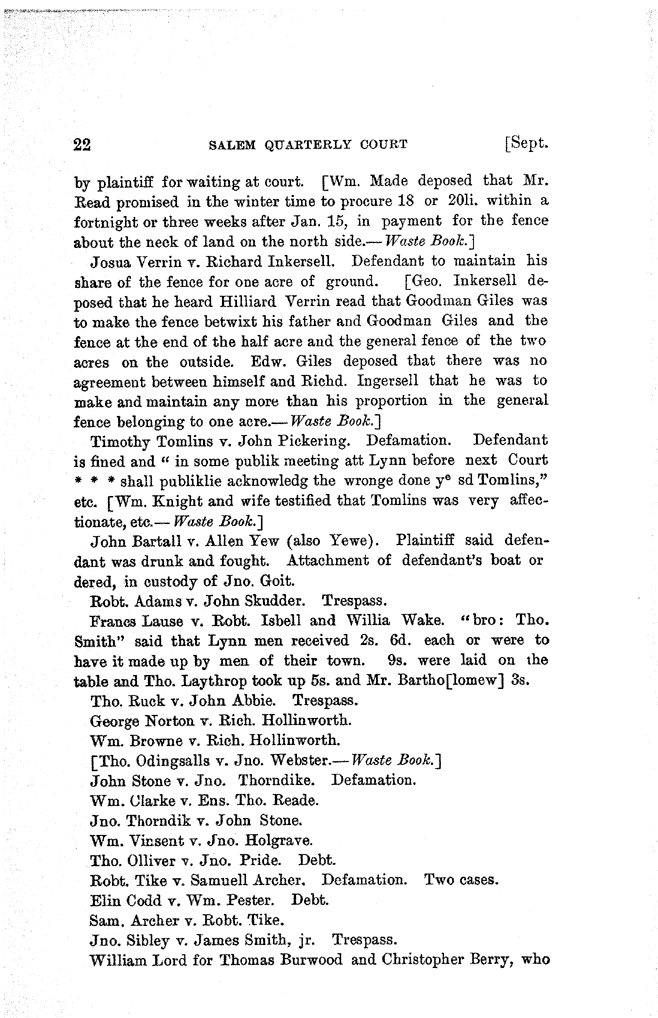 22 SALEM QUARTERLY COURT [Sept.
by plaintiff for waiting at court. [Wm. Made deposed that Mr.
Read promised in the winter time to procure 18 or 20li. within a
fortnight or three weeks after Jan. 15, in payment for the fence
about the neck of land on the north side.—Waste Book.]
Josua Verrin v. Richard Inkersell. Defendant to maintain his
share of the fence for one acre of ground. [Geo. Inkersell de-
posed that he heard Hilliard Verrin read that Goodman Giles was
to make the fence betwixt his father and Goodman Giles and the
fence at the end of the half acre and the general fence of the two
acres on the outside. Edw. Giles deposed that there was no
agreement between himself and Richd. Ingersell that he was to
make and maintain any more than his proportion in the general
fence belonging to one acre.—Waste Book.]
Timothy Tomlins v. John Pickering. Defamation. Defendant
is fined and "in some publik meeting att Lynn before next Court
* * * shall publiklie acknowledg the wronge done yᵉ sd Tomlins,"
etc. [Wm. Knight and wife testified that Tomlins was very affec-
tionate, etc.—Waste Book.]
John Bartall v. Allen Yew (also Yewe). Plaintiff said defen-
dant was drunk and fought. Attachment of defendant's boat or
dered, in custody of Jno. Goit.
Robt. Adams v. John Skudder. Trespass.
Francs Lause v. Robt. Isbell and Willia Wake. "bro: Tho.
Smith" said that Lynn men received 2s. 6d. each or were to
have it made up by men of their town. 9s. were laid on the
table and Tho. Laythrop took up 5s. and Mr. Bartho[lomew] 3s.
Tho. Ruck v. John Abbie. Trespass.
George Norton v. Rich. Hollinworth.
Wm. Browne v. Rich. Hollinworth.
[Tho. Odingsalls v. Jno. Webster.—Waste Book.]
John Stone v. Jno. Thorndike. Defamation.
Wm. Clarke v. Ens. Tho. Reade.
Jno. Thorndik v. John Stone.
Wm. Vinsent v. Jno. Holgrave.
Tho. Olliver v. Jno. Pride. Debt.
Robt. Tike v. Samuell Archer. Defamation. Two cases.
Elin Codd v. Wm. Pester. Debt.
Sam. Archer v. Robt. Tike.
Jno. Sibley v. James Smith, jr. Trespass.
William Lord for Thomas Burwood and Christopher Berry, who